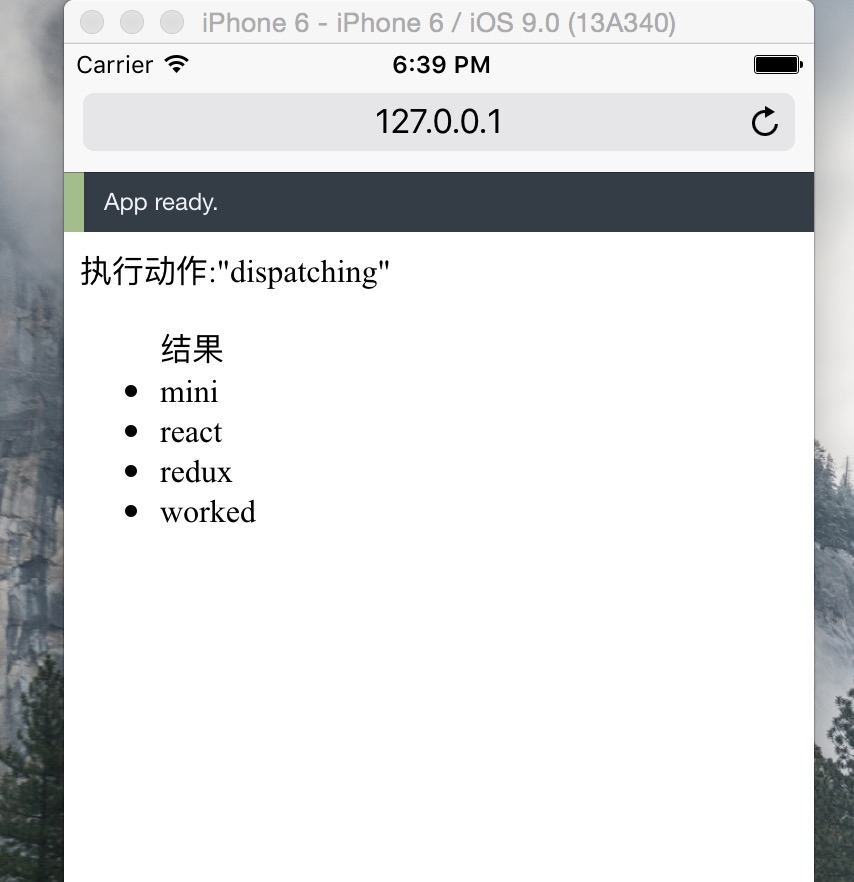 iPhone 6 - iPhone 6 / iOS 9.0 (13A340)
Carrier 6:39 PM
127.0.0.1
App ready.
执行动作:"dispatching"
结果
mini
react
redux
worked